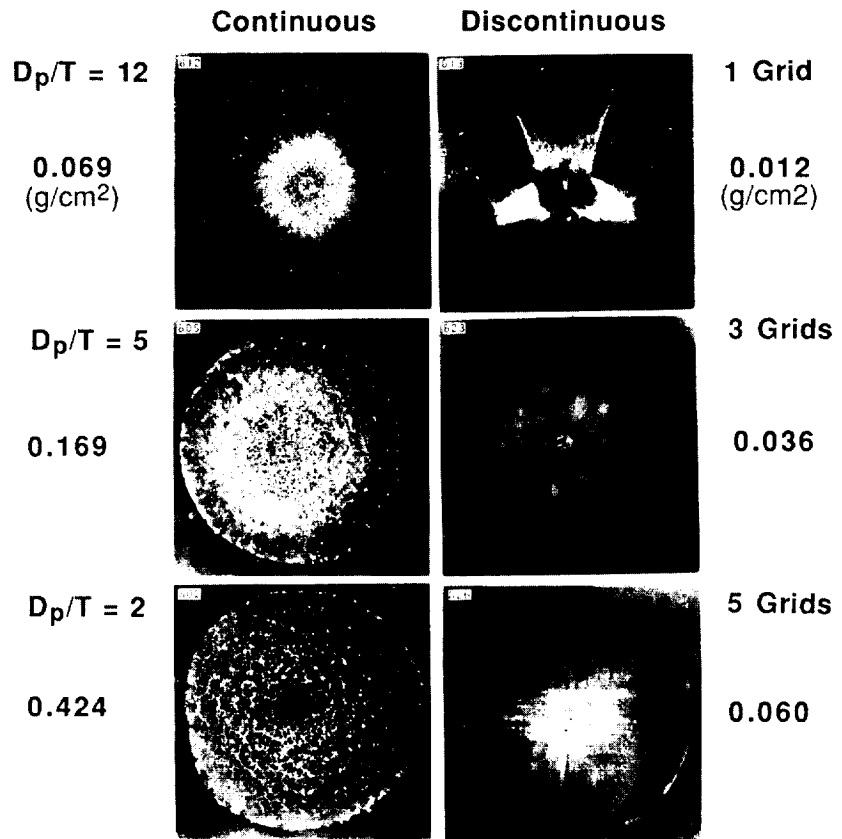 Continuous
Discontinuous
Dp/T = 12
1 Grid
0.069
(g/cm²)
0.012
(g/cm2)
Dp/T = 5
3 Grids
0.169
0.036
Dp/T = 2
5 Grids
0.424
0.060